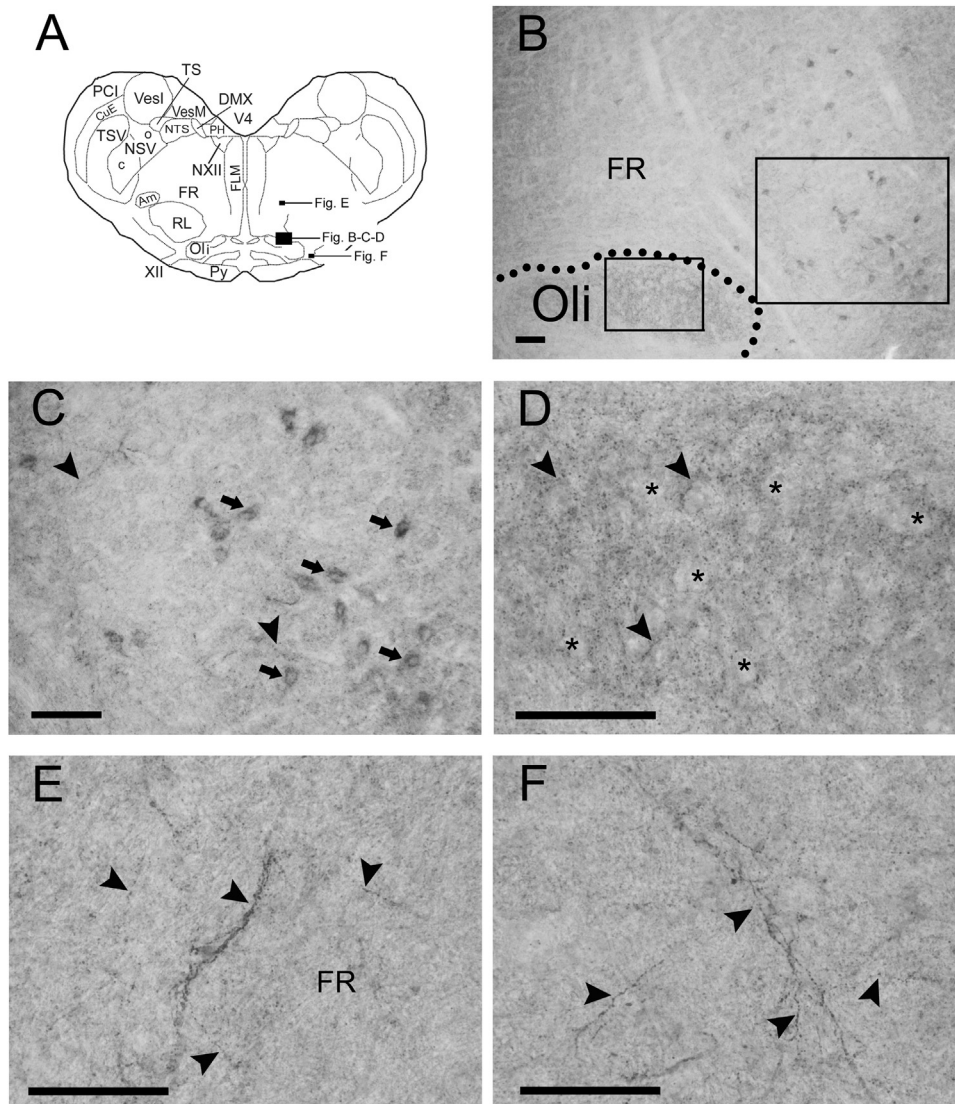 A
TS
PCI
VesI
VesM
DMX
V4
CuE
TSV
o
NTS
PH
NSV
c
NXII
FLM
FR
Am
RL
Fig. E
Fig. B-C-D
Oli
Fig. F
XII
Py
B
FR
Oli
C
D
* * *
* *
*
E
FR
F